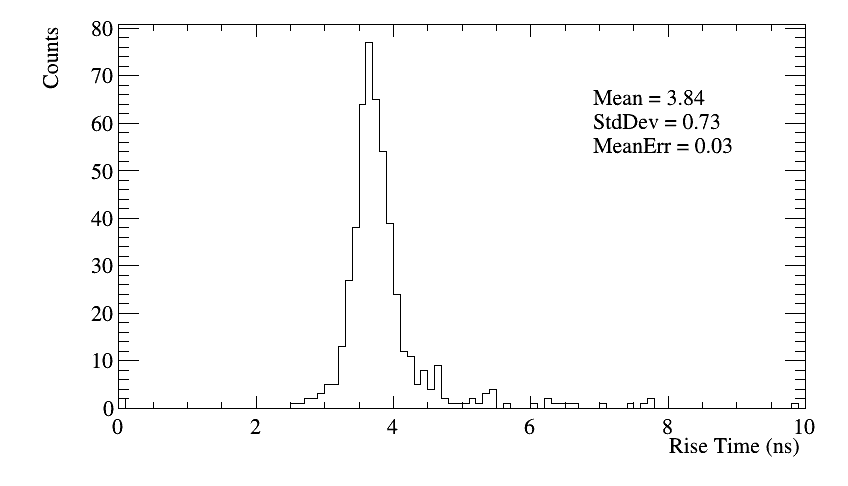 Counts
80
70
60
50
40
30
20
10
0
Mean = 3.84
StdDev = 0.73
MeanErr = 0.03
0 2 4 6 8 10
Rise Time (ns)